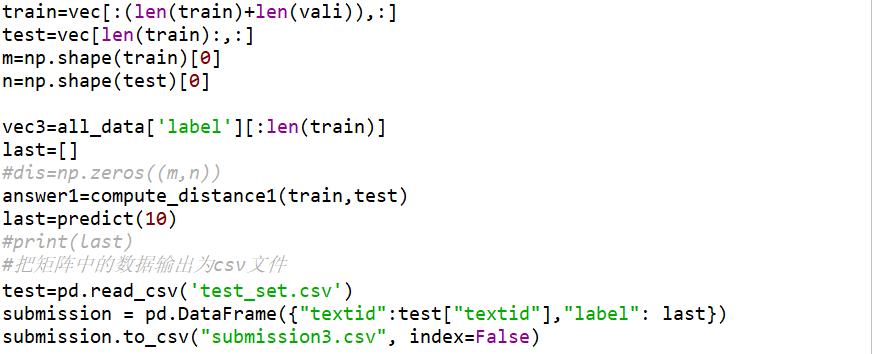 train=vec[:(len(train)+len(vali)),:]
test=vec[len(train):,:]
m=np.shape(train)[0]
n=np.shape(test)[0]
vec3=all_data['label'][:len(train)]
last=[]
#dis=np.zeros((m,n))
answer1=compute_distance1(train,test)
last=predict(10)
#print(last)
#把矩阵中的数据输出为csv文件
test=pd.read_csv('test_set.csv')
submission = pd.DataFrame({"textid":test["textid"],"label": last})
submission.to_csv("submission3.csv", index=False)